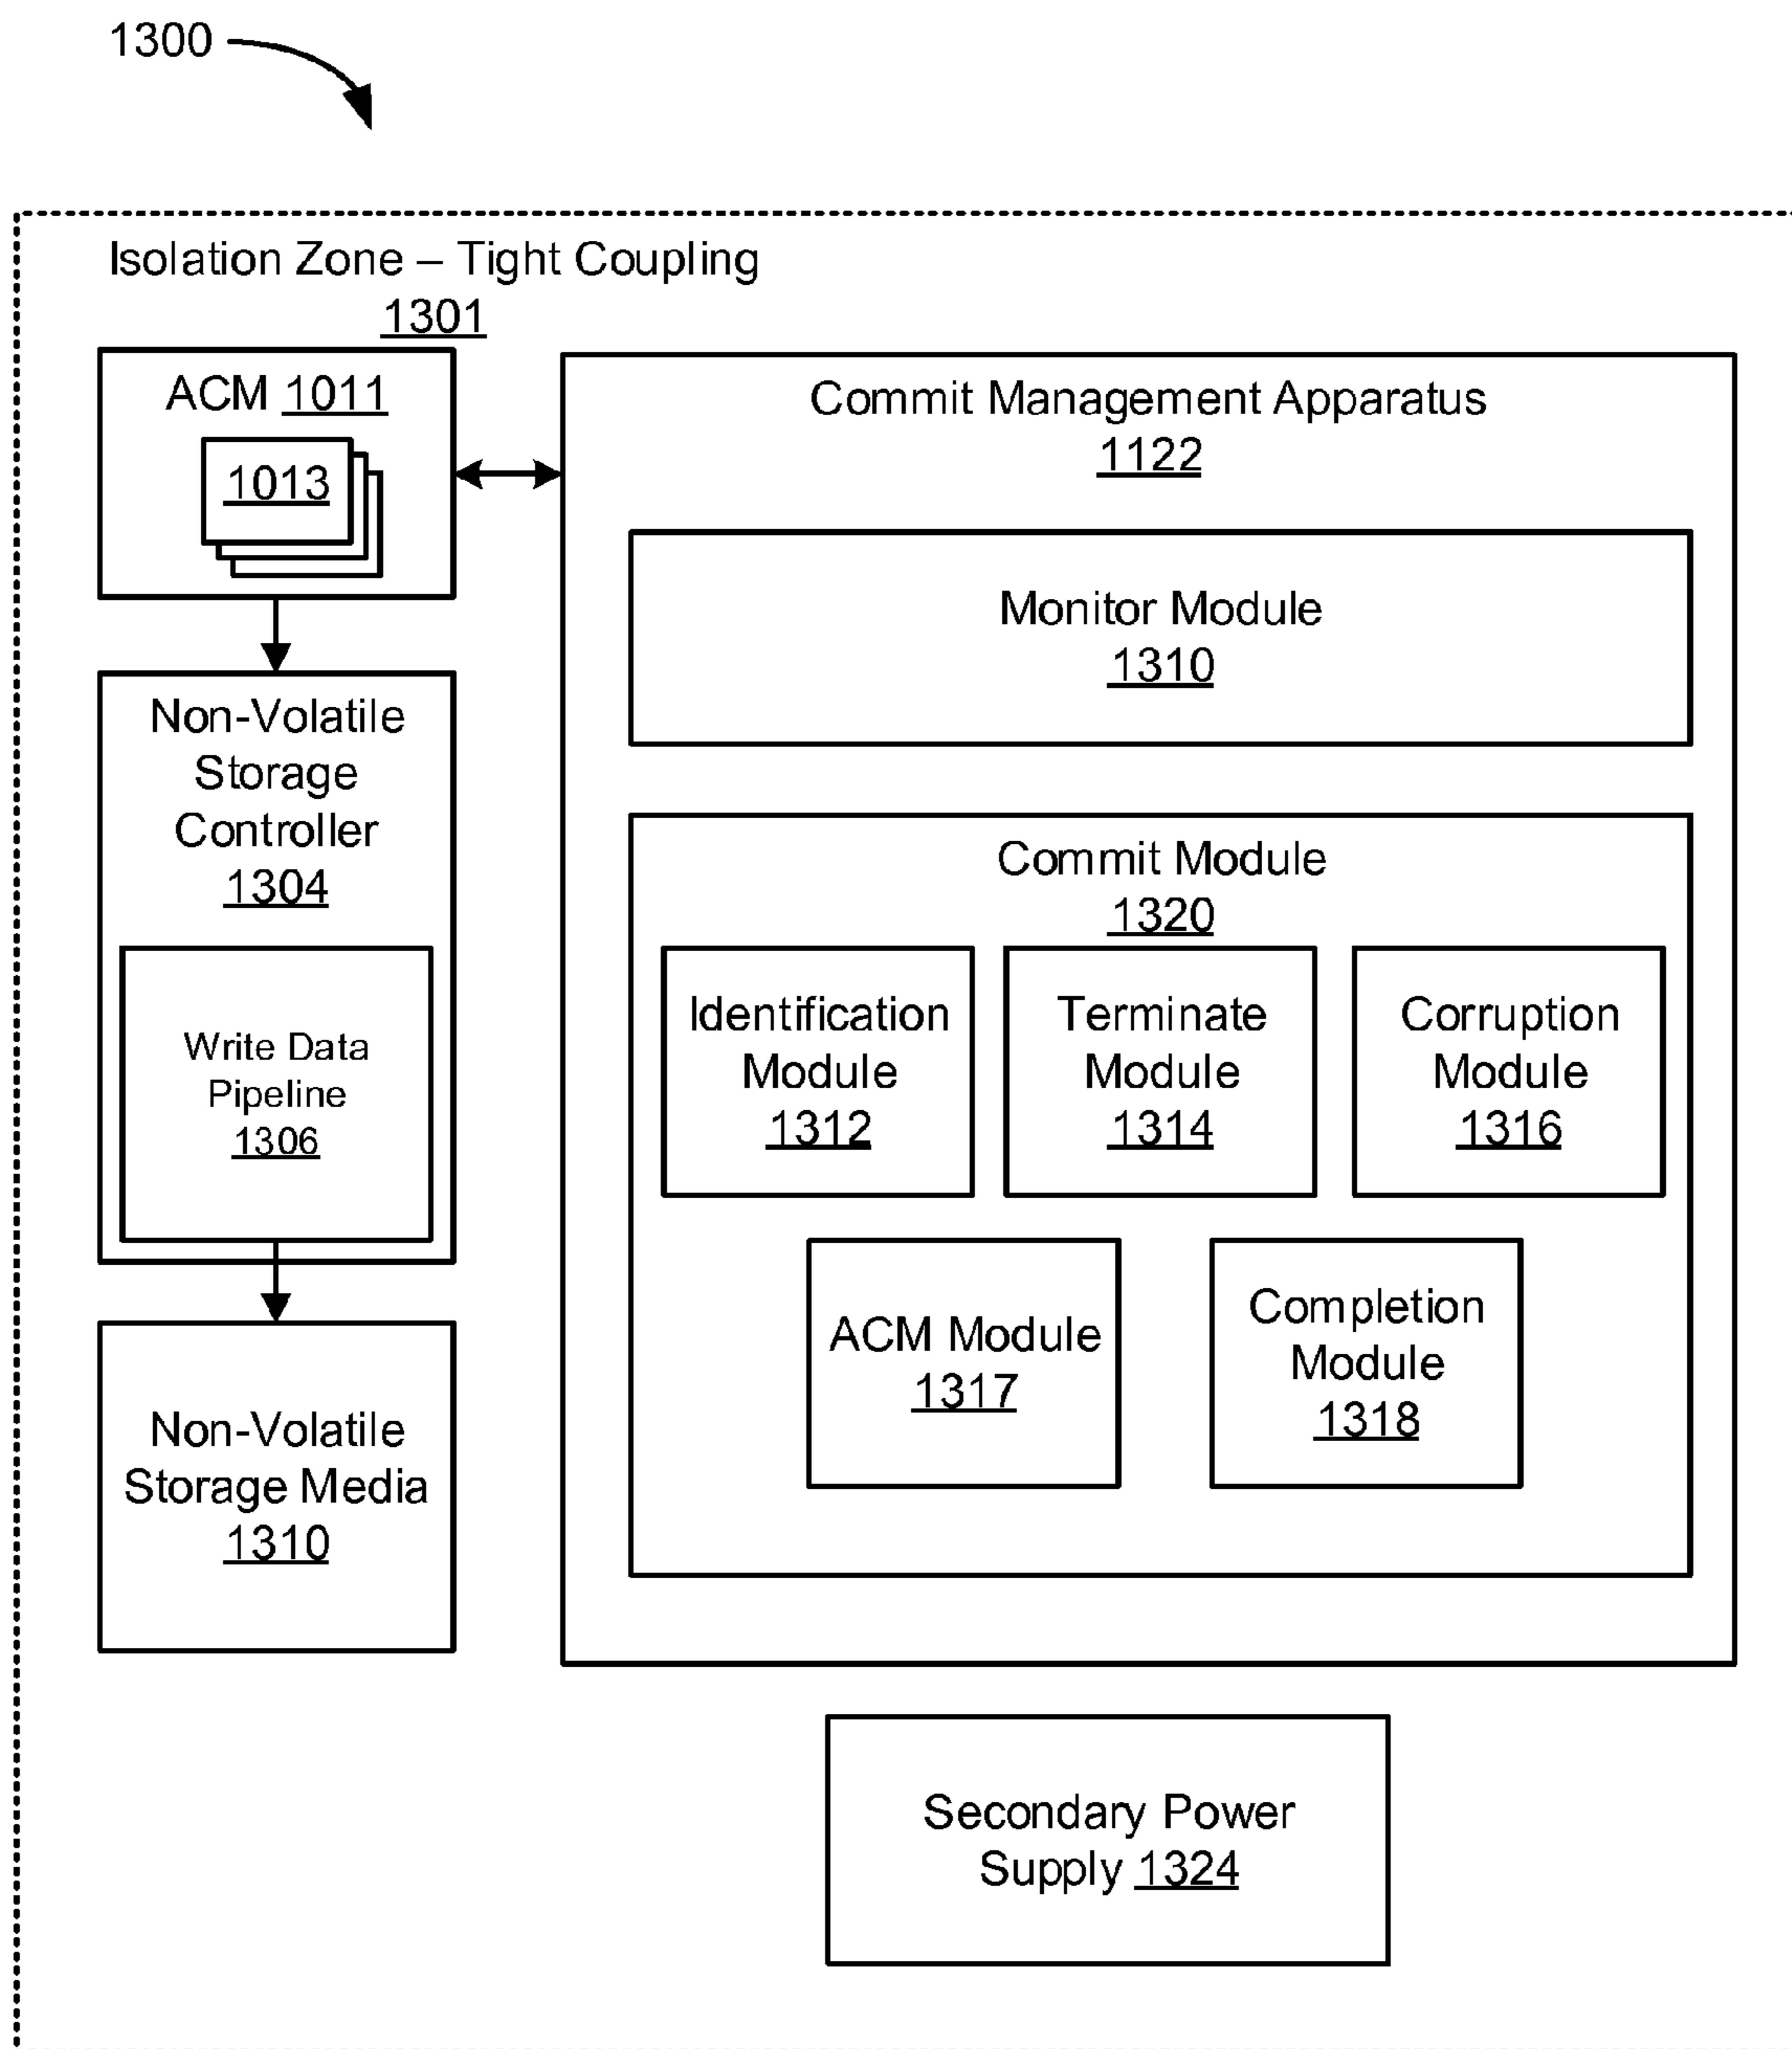 1300
Isolation Zone – Tight Coupling
1301
ACM 1011
1013
Non-Volatile
Storage
Controller
1304
Write Data
Pipeline
1306
Non-Volatile
Storage Media
1310
Commit Management Apparatus
1122
Monitor Module
1310
Commit Module
1320
Identification
Module
1312
Terminate
Module
1314
Corruption
Module
1316
ACM Module
1317
Completion
Module
1318
Secondary Power
Supply 1324